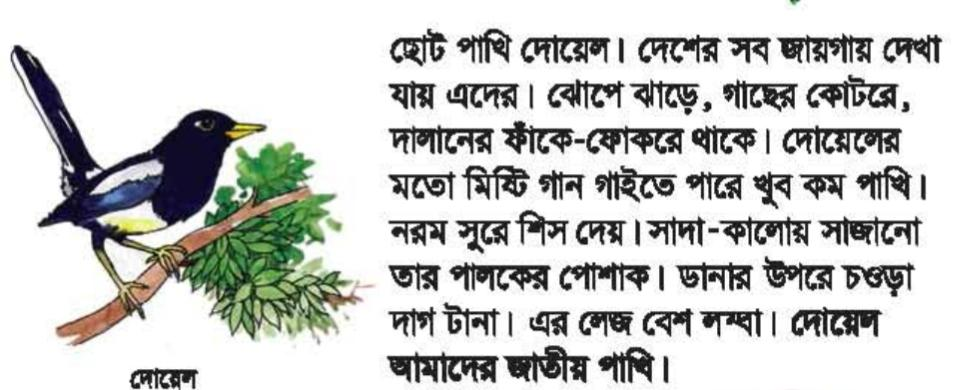 ছোট পাখি দোয়েল। দেশের সব জায়গায় দেখা
যায় এদের। ঝোপে ঝাড়ে, গাছের কোটরে,
দালানের ফাঁকে-ফোকরে থাকে। দোয়েলের
মতো মিষ্টি গান গাইতে পারে খুব কম পাখি।
নরম সুরে শিস দেয়। সাদা-কালোয় সাজানো
তার পালকের পোশাক। ডানার উপরে চওড়া
দাগ টানা। এর লেজ বেশ লম্বা। দোয়েল
আমাদের জাতীয় পাখি।
দোয়েল